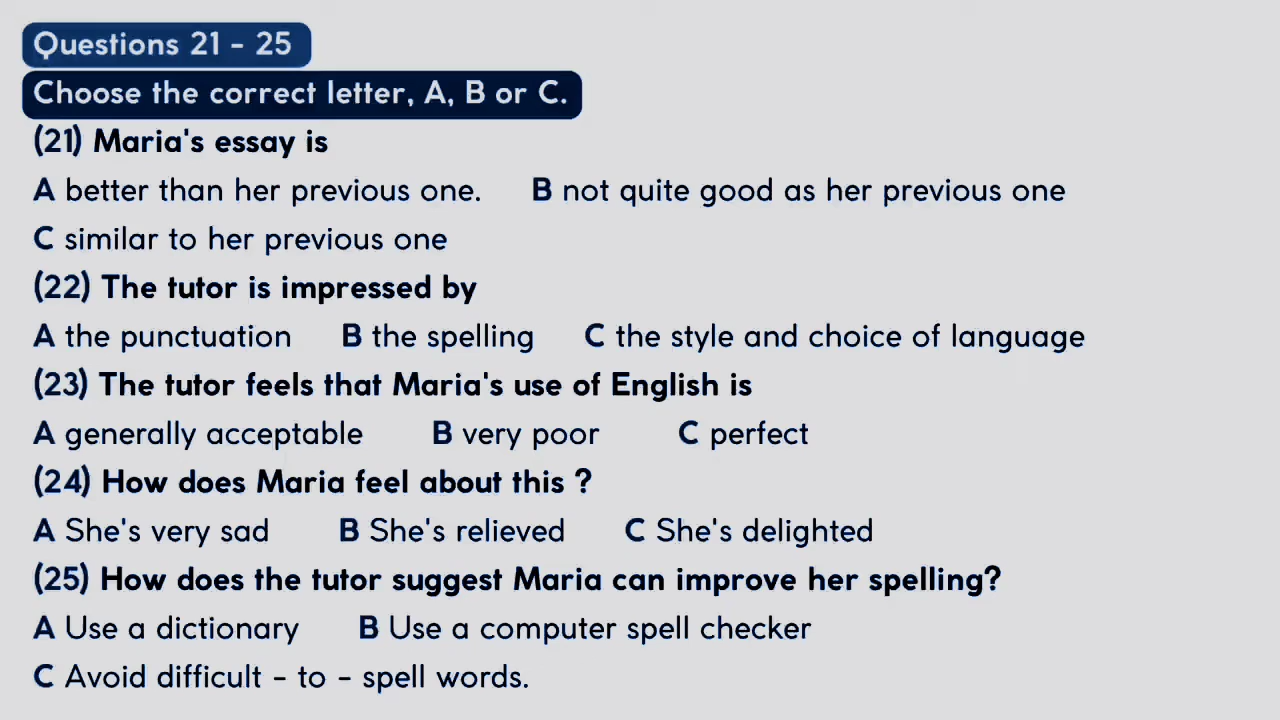 Questions 21 - 25
Choose the correct letter, A, B or C.
(21) Maria's essay is
A better than her previous one. B not quite good as her previous one
C similar to her previous one
(22) The tutor is impressed by
A the punctuation B the spelling C the style and choice of language
(23) The tutor feels that Maria's use of English is
A generally acceptable B very poor C perfect
(24) How does Maria feel about this ?
A She's very sad B She's relieved C She's delighted
(25) How does the tutor suggest Maria can improve her spelling?
A Use a dictionary B Use a computer spell checker
C Avoid difficult - to - spell words.